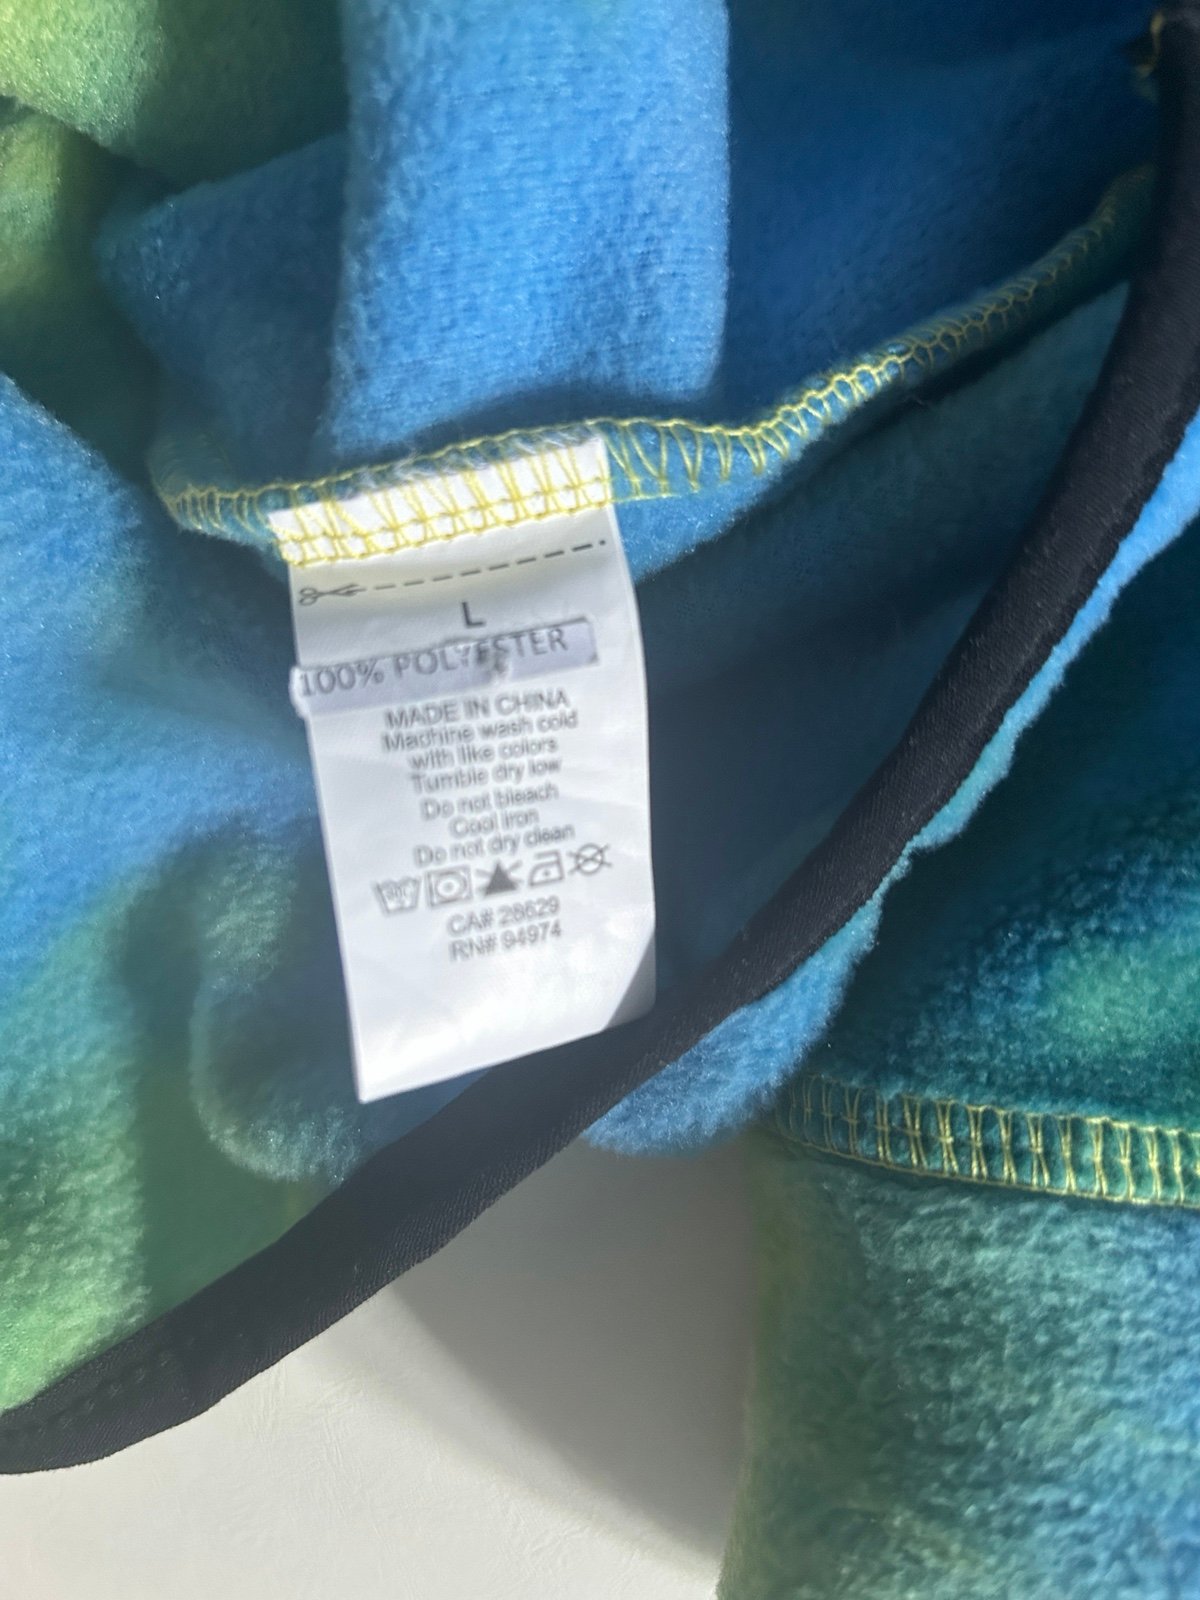 L
100% POLYESTER
MADE IN CHINA
Machine wash cold
with like colors
Tumble dry low
Do not bleach
Cool iron
Do not dry clean
CA# 28629
RN# 94974